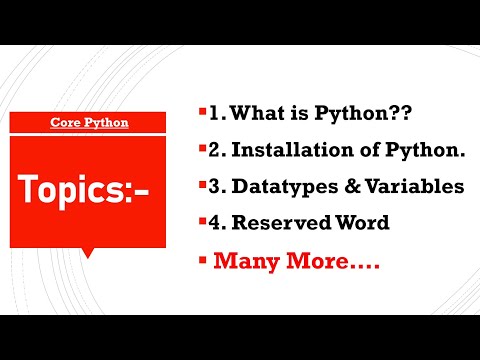 Core Python
Topics:-
1. What is Python??
2. Installation of Python.
3. Datatypes & Variables
4. Reserved Word
Many More....